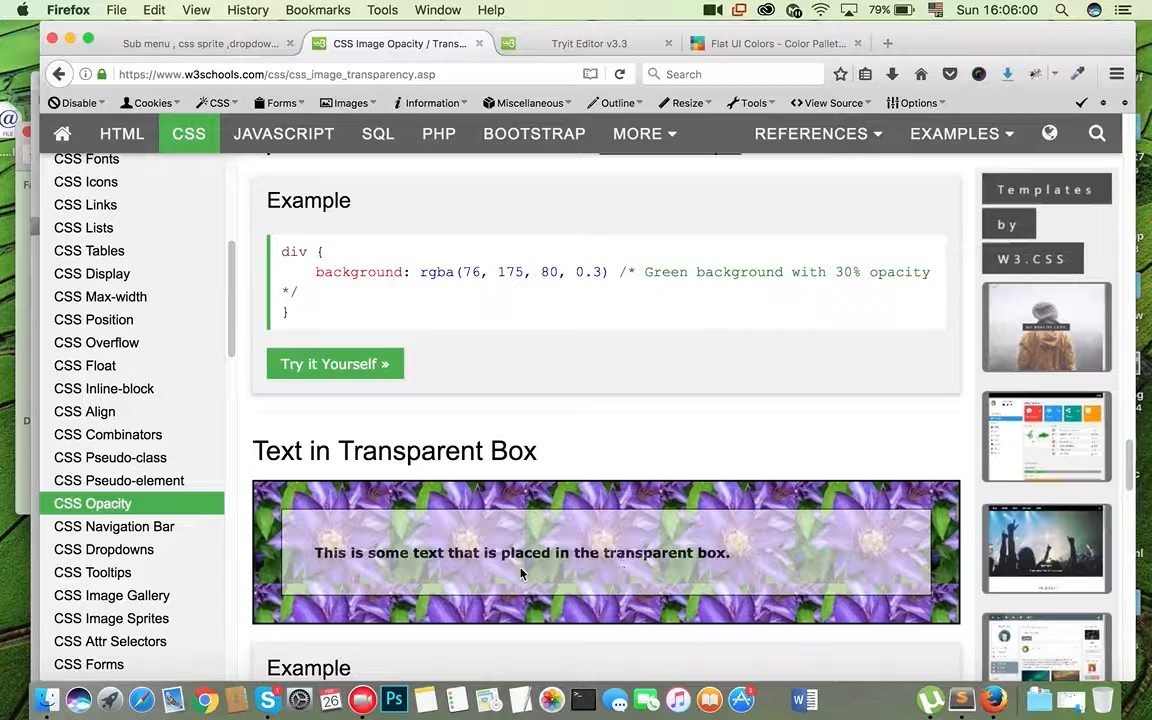 Firefox File Edit View History Bookmarks Tools Window Help 79% Sun 16:06:00
Sub menu , css sprite ,dropdow... CSS Image Opacity / Trans... Tryit Editor v3.3 Flat UI Colors - Color Pallet...
https://www.w3schools.com/css/css_image_transparency.asp Search
Disable Cookies CSS Forms Images Information Miscellaneous Outline Resize Tools View Source Options
HTML CSS JAVASCRIPT SQL PHP BOOTSTRAP MORE REFERENCES EXAMPLES
CSS Fonts
CSS Icons
CSS Links
CSS Lists
CSS Tables
CSS Display
CSS Max-width
CSS Position
CSS Overflow
CSS Float
CSS Inline-block
CSS Align
CSS Combinators
CSS Pseudo-class
CSS Pseudo-element
CSS Opacity
CSS Navigation Bar
CSS Dropdowns
CSS Tooltips
CSS Image Gallery
CSS Image Sprites
CSS Attr Selectors
CSS Forms
Example
div {
background: rgba(76, 175, 80, 0.3) /* Green background with 30% opacity
*/
}
Try it Yourself »
Text in Transparent Box
This is some text that is placed in the transparent box.
Example
Templates
by
W3.CSS